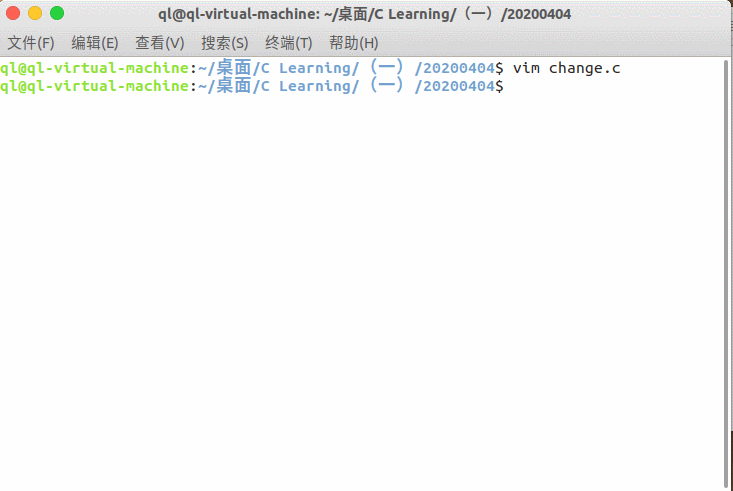 ql@ql-virtual-machine: ~/桌面/C Learning/（一）/20200404
文件(F) 编辑(E) 查看(V) 搜索(S) 终端(T) 帮助(H)
ql@ql-virtual-machine:~/桌面/C Learning/（一）/20200404$ vim change.c
ql@ql-virtual-machine:~/桌面/C Learning/（一）/20200404$